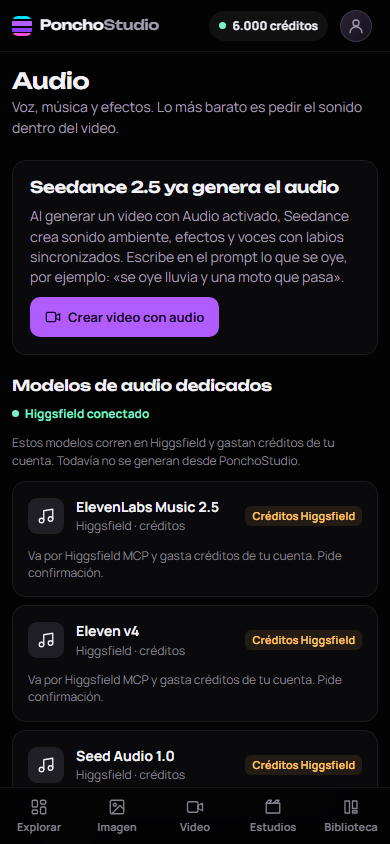 PonchoStudio
6.000 créditos
Audio
Voz, música y efectos. Lo más barato es pedir el sonido
dentro del video.
Seedance 2.5 ya genera el audio
Al generar un video con Audio activado, Seedance
crea sonido ambiente, efectos y voces con labios
sincronizados. Escribe en el prompt lo que se oye,
por ejemplo: «se oye lluvia y una moto que pasa».
Crear video con audio
Modelos de audio dedicados
Higgsfield conectado
Estos modelos corren en Higgsfield y gastan créditos de tu
cuenta. Todavía no se generan desde PonchoStudio.
ElevenLabs Music 2.5
Higgsfield · créditos
Créditos Higgsfield
Va por Higgsfield MCP y gasta créditos de tu cuenta. Pide
confirmación.
Eleven v4
Higgsfield · créditos
Créditos Higgsfield
Va por Higgsfield MCP y gasta créditos de tu cuenta. Pide
confirmación.
Seed Audio 1.0
Higgsfield · créditos
Créditos Higgsfield
Explorar
Imagen
Video
Estudios
Biblioteca